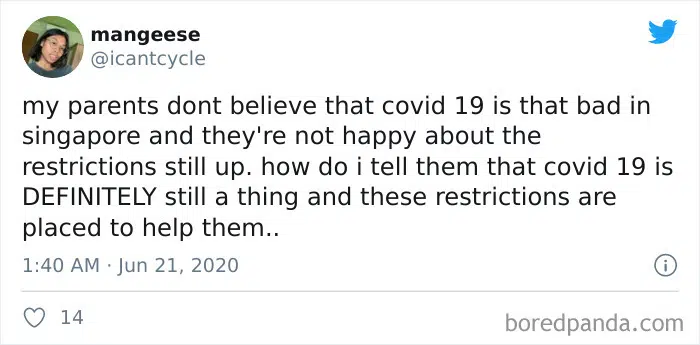 mangeese
@icantcycle
my parents dont believe that covid 19 is that bad in
singapore and they're not happy about the
restrictions still up. how do i tell them that covid 19 is
DEFINITELY still a thing and these restrictions are
placed to help them..
1:40 AM · Jun 21, 2020
14
boredpanda.com